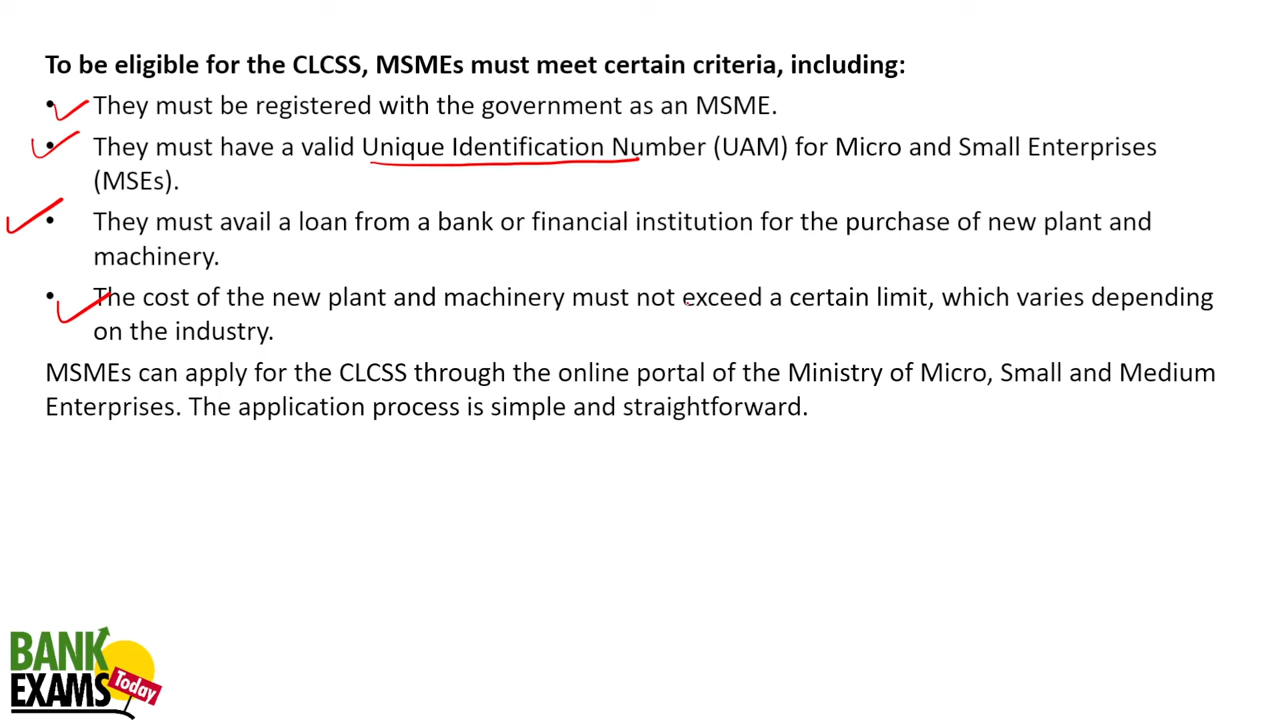 To be eligible for the CLCSS, MSMEs must meet certain criteria, including:
• They must be registered with the government as an MSME.
• They must have a valid Unique Identification Number (UAM) for Micro and Small Enterprises
(MSEs).
• They must avail a loan from a bank or financial institution for the purchase of new plant and
machinery.
• The cost of the new plant and machinery must not exceed a certain limit, which varies depending
on the industry.
MSMEs can apply for the CLCSS through the online portal of the Ministry of Micro, Small and Medium
Enterprises. The application process is simple and straightforward.
BANK
EXAMS
Today